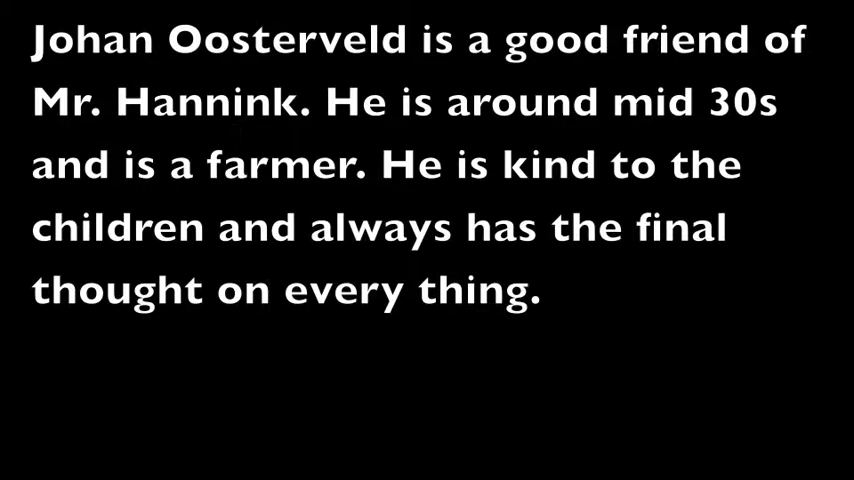 Johan Oosterveld is a good friend of
Mr. Hannink. He is around mid 30s
and is a farmer. He is kind to the
children and always has the final
thought on every thing.